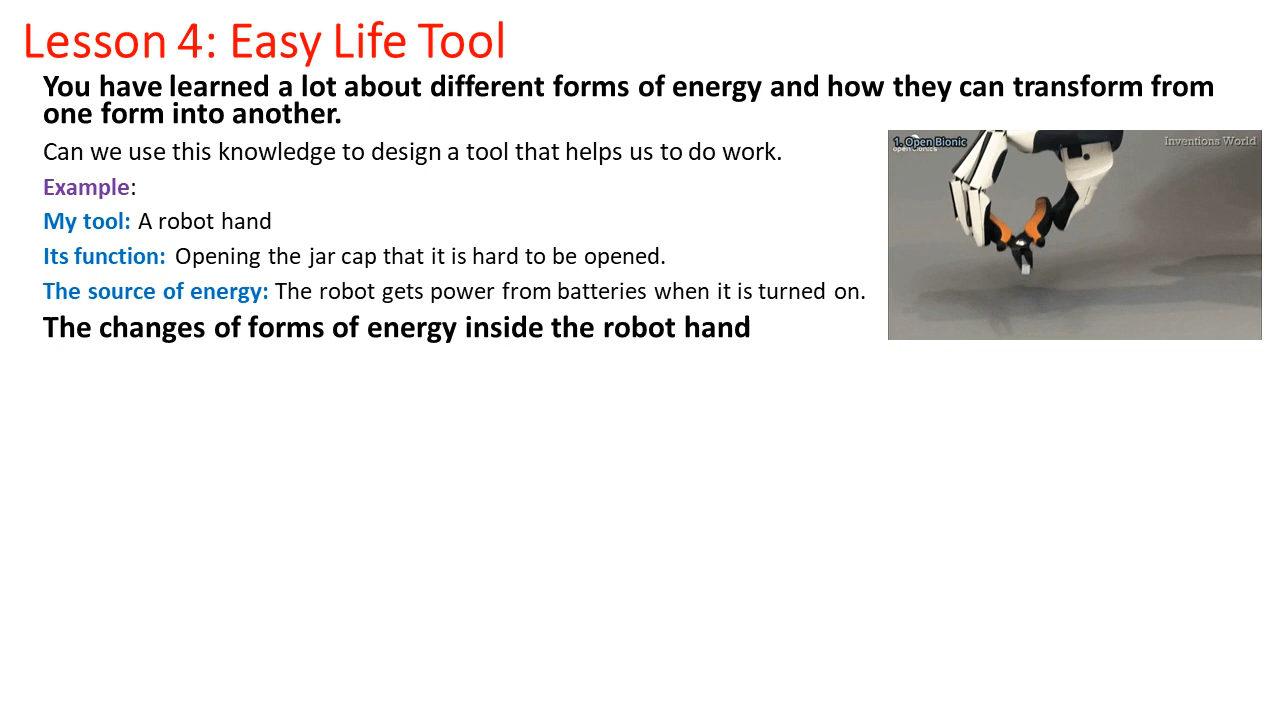 Lesson 4: Easy Life Tool
You have learned a lot about different forms of energy and how they can transform from
one form into another.
Can we use this knowledge to design a tool that helps us to do work.
Example:
My tool: A robot hand
Its function: Opening the jar cap that it is hard to be opened.
The source of energy: The robot gets power from batteries when it is turned on.
The changes of forms of energy inside the robot hand
1. Open Bionic
open bionics
Inventions World